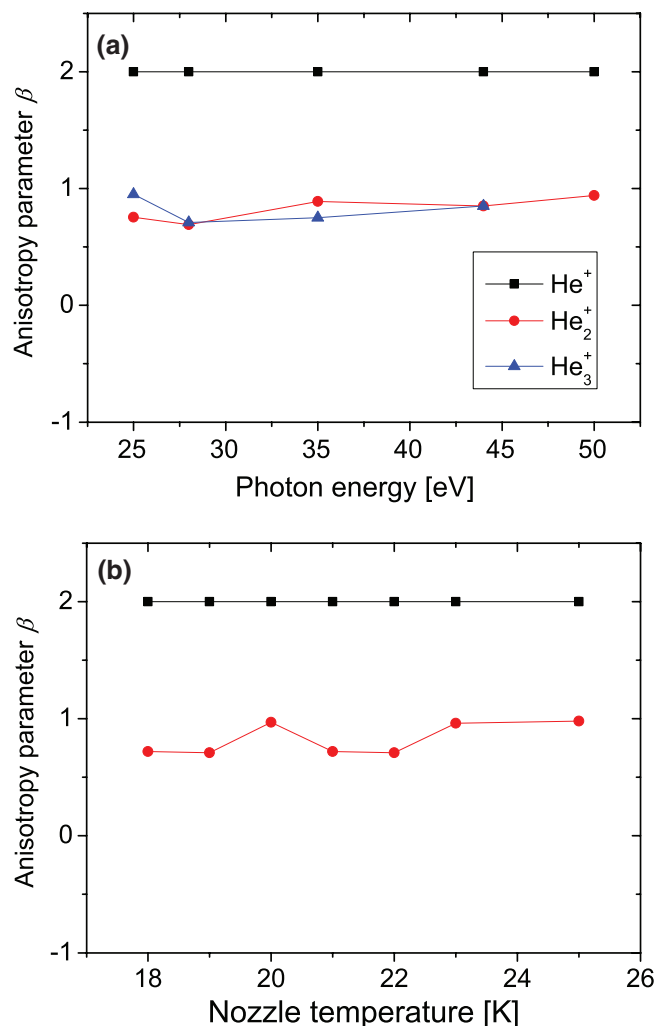 (a)
2
1
0
-1
Anisotropy parameter β
He⁺
He₂⁺
He₃⁺
25 30 35 40 45 50
Photon energy [eV]
(b)
2
1
0
-1
Anisotropy parameter β
18 20 22 24 26
Nozzle temperature [K]